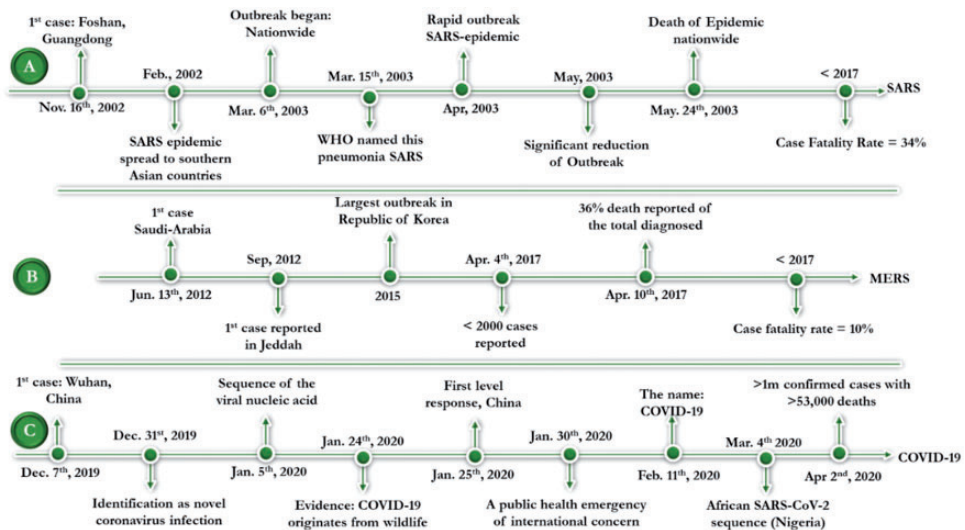 1st case: Foshan,
Guangdong
Outbreak began:
Nationwide
Rapid outbreak
SARS-epidemic
Death of Epidemic
nationwide
A
Feb., 2002
Mar. 15th, 2003
May, 2003
< 2017
SARS
Nov. 16th, 2002
Mar. 6th, 2003
Apr, 2003
May. 24th, 2003
SARS epidemic
spread to southern
Asian countries
WHO named this
pneumonia SARS
Significant reduction
of Outbreak
Case Fatality Rate = 34%
1st case
Saudi-Arabia
Largest outbreak in
Republic of Korea
36% death reported of
the total diagnosed
B
Sep, 2012
Apr. 4th, 2017
< 2017
MERS
Jun. 13th, 2012
2015
Apr. 10th, 2017
1st case reported
in Jeddah
< 2000 cases
reported
Case fatality rate = 10%
1st case: Wuhan,
China
Sequence of the
viral nucleic acid
First level
response, China
The name:
COVID-19
>1m confirmed cases with
>53,000 deaths
C
Dec. 31st, 2019
Jan. 24th, 2020
Jan. 30th, 2020
Mar. 4th 2020
COVID-19
Dec. 7th, 2019
Jan. 5th, 2020
Jan. 25th, 2020
Feb. 11th, 2020
Apr 2nd, 2020
Identification as novel
coronavirus infection
Evidence: COVID-19
originates from wildlife
A public health emergency
of international concern
African SARS-CoV-2
sequence (Nigeria)